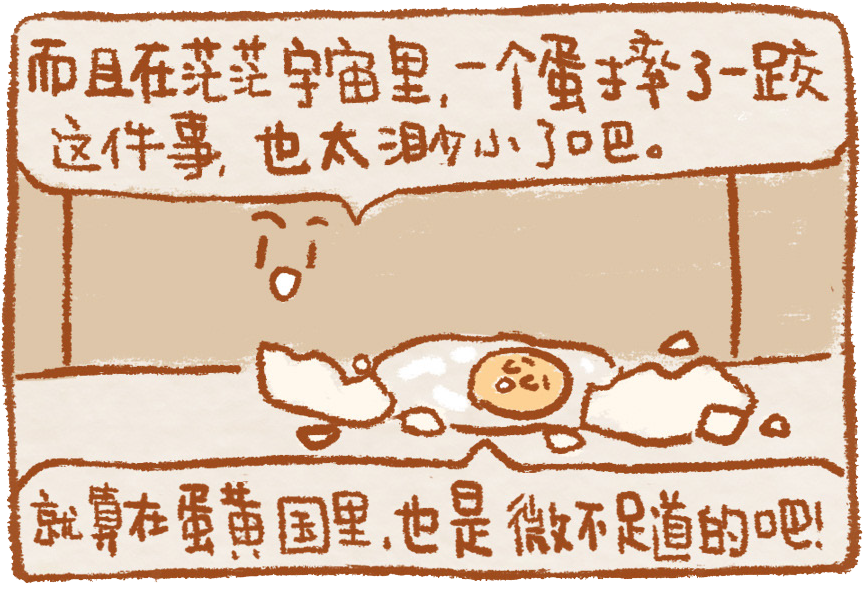 而且在茫茫宇宙里，一个蛋摔了一跤
这件事，也太渺小了吧。
就算在蛋黄国里，也是微不足道的吧！